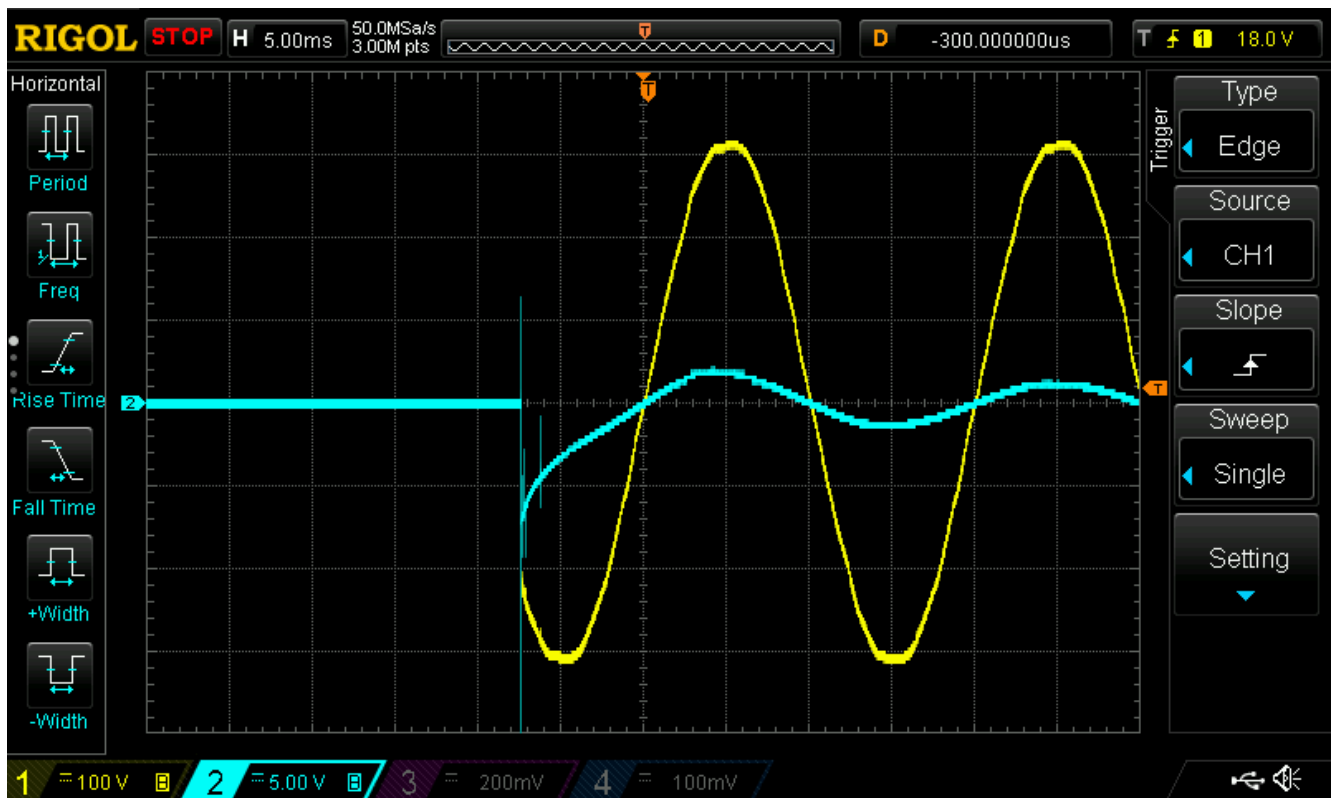 RIGOL STOP H 5.00ms 50.0MSa/s 3.00M pts T D -300.000000us T 1 18.0 V
Horizontal
Period
Freq
Rise Time
Fall Time
+Width
-Width
T
2
T
Trigger
Type
Edge
Source
CH1
Slope
Sweep
Single
Setting
1 100 V B 2 5.00 V B 3 200mV 4 100mV